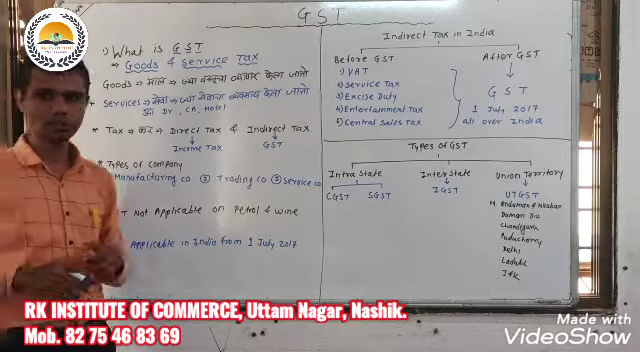 GST
1) What is GST
⇒ Goods & Service Tax
Goods ⇒ माल ⇒ ज्या वस्तूंचा व्यापार केला जातो
Services ⇒ सेवा ⇒ ज्या सेवांचा व्यवसाय केला जातो
Dr, CA, Hotel
* Tax ⇒ कर ⇒ Direct Tax & Indirect Tax
Income Tax GST
* Types of Company
Manufacturing co ② Trading co ③ Service co
Not Applicable on Petrol & wine
Applicable in India from 1 July 2017
Indirect Tax in India
Before GST
1) VAT
2) Service Tax
3) Excise Duty
4) Entertainment Tax
5) Central Sales Tax
After GST
GST
1 July 2017
all over India
Types of GST
Intra State
CGST SGST
Inter State
IGST
Union Territory
UTGST
Andaman & Nicobar
Daman Diu
Chandigarh
Puducherry
Delhi
Ladakh
J&K
RK INSTITUTE OF COMMERCE, Uttam Nagar, Nashik.
Mob. 82 75 46 83 69
Made with
VideoShow